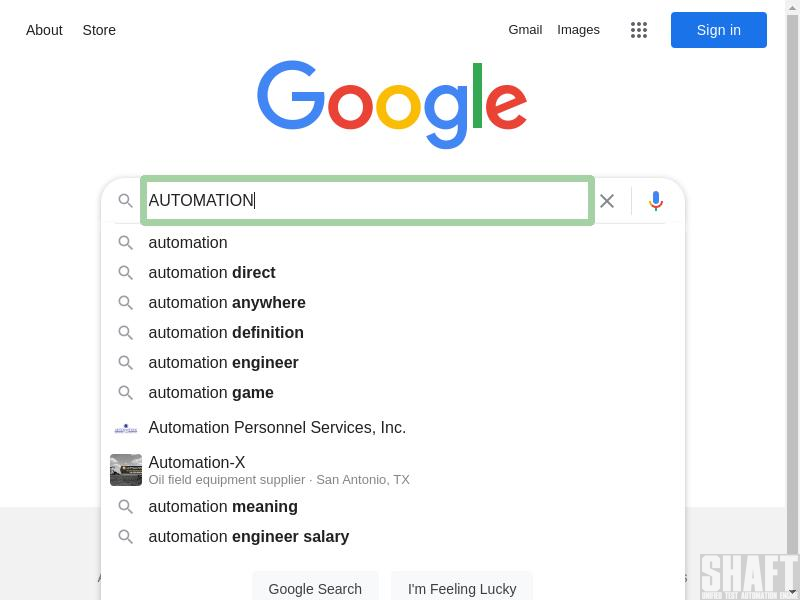 About Store Gmail Images Sign in
Google
AUTOMATION
automation
automation direct
automation anywhere
automation definition
automation engineer
automation game
Automation Personnel Services, Inc.
Automation-X
Oil field equipment supplier · San Antonio, TX
automation meaning
automation engineer salary
Google Search I'm Feeling Lucky
SHAFT